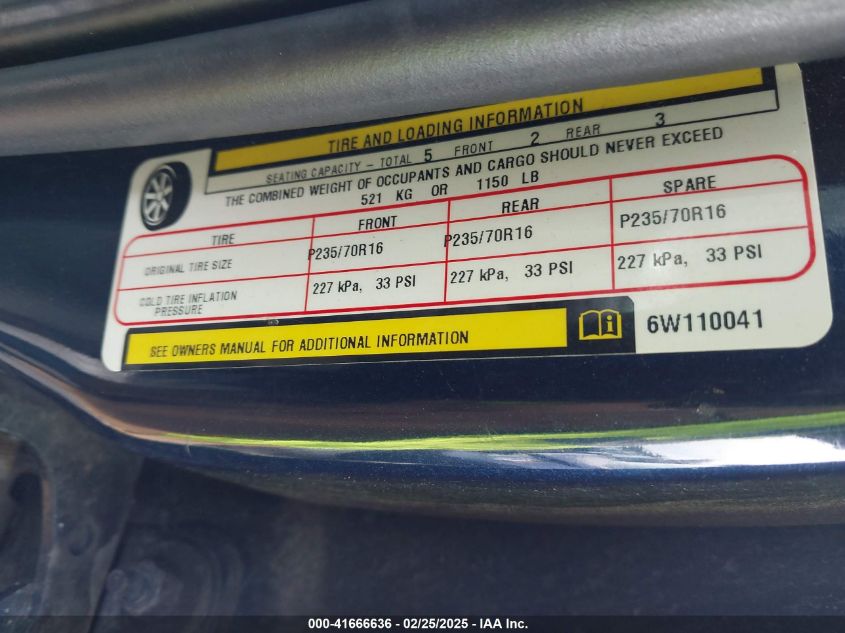 TIRE AND LOADING INFORMATION
SEATING CAPACITY – TOTAL 5 FRONT 2 REAR 3
THE COMBINED WEIGHT OF OCCUPANTS AND CARGO SHOULD NEVER EXCEED
521 KG OR 1150 LB
TIRE FRONT REAR SPARE
ORIGINAL TIRE SIZE P235/70R16 P235/70R16 P235/70R16
COLD TIRE INFLATION PRESSURE 227 kPa, 33 PSI 227 kPa, 33 PSI 227 kPa, 33 PSI
SEE OWNERS MANUAL FOR ADDITIONAL INFORMATION
6W110041
000-41666636 - 02/25/2025 - IAA Inc.